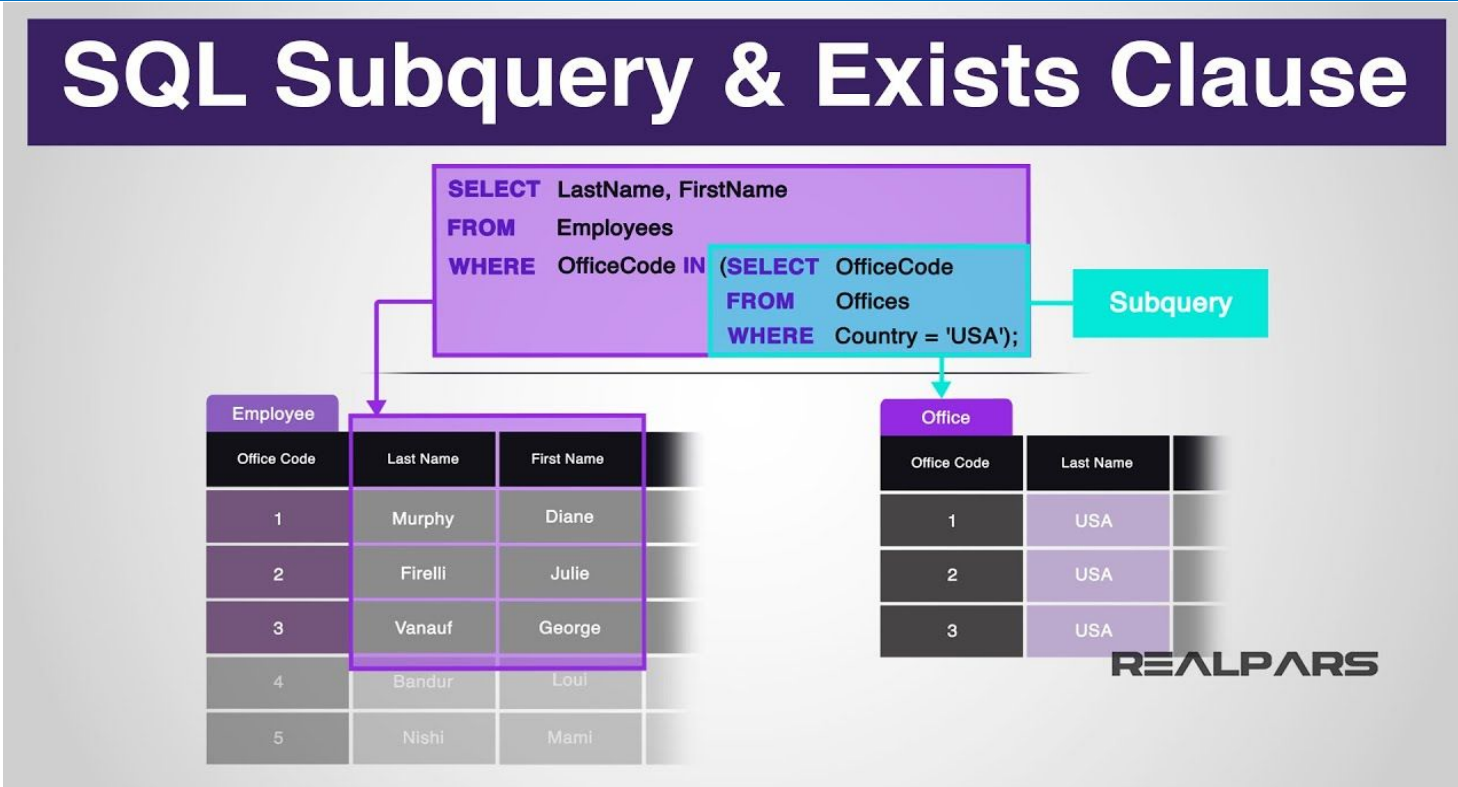 SQL Subquery & Exists Clause
SELECT LastName, FirstName
FROM Employees
WHERE OfficeCode IN (SELECT OfficeCode
FROM Offices
WHERE Country = 'USA');
Subquery
Employee
Office Code Last Name First Name
1 Murphy Diane
2 Firelli Julie
3 Vanauf George
4 Bandur Loui
5 Nishi Mami
Office
Office Code Last Name
1 USA
2 USA
3 USA
REALPARS